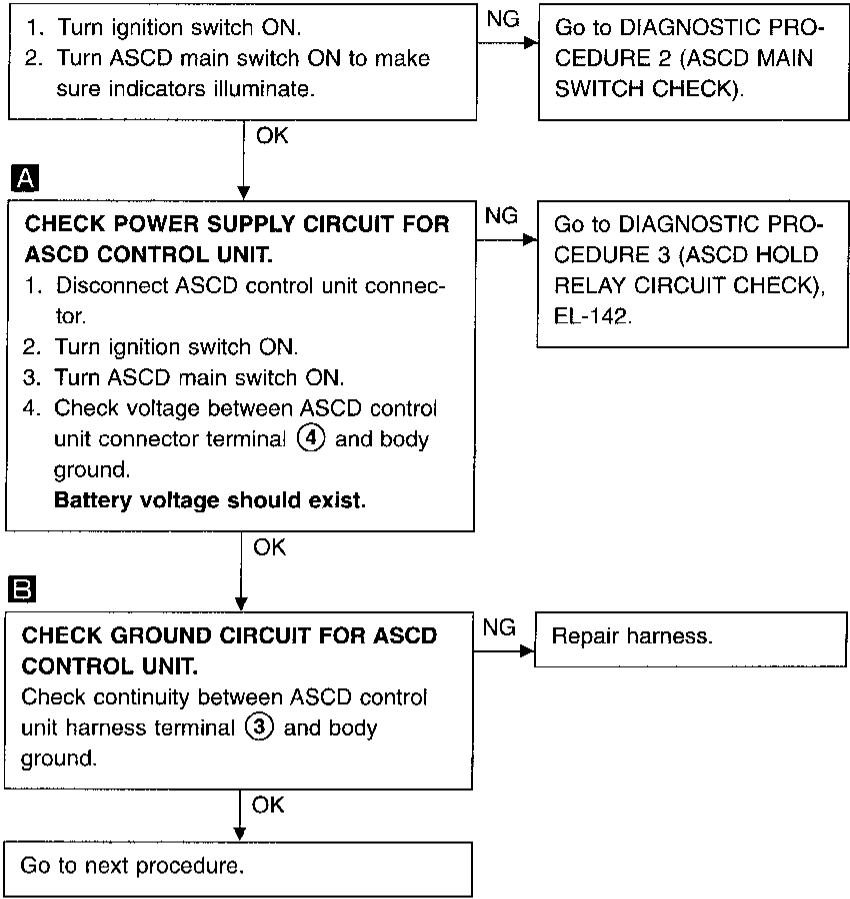 1. Turn ignition switch ON.
2. Turn ASCD main switch ON to make
sure indicators illuminate.
NG
Go to DIAGNOSTIC PRO-
CEDURE 2 (ASCD MAIN
SWITCH CHECK).
OK
A
CHECK POWER SUPPLY CIRCUIT FOR
ASCD CONTROL UNIT.
1. Disconnect ASCD control unit connec-
tor.
2. Turn ignition switch ON.
3. Turn ASCD main switch ON.
4. Check voltage between ASCD control
unit connector terminal ④ and body
ground.
Battery voltage should exist.
NG
Go to DIAGNOSTIC PRO-
CEDURE 3 (ASCD HOLD
RELAY CIRCUIT CHECK),
EL-142.
OK
B
CHECK GROUND CIRCUIT FOR ASCD
CONTROL UNIT.
Check continuity between ASCD control
unit harness terminal ③ and body
ground.
NG
Repair harness.
OK
Go to next procedure.